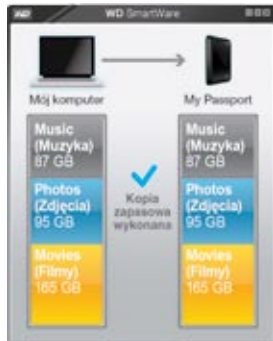 WD SmartWare
Mój komputer
My Passport
Music
(Muzyka)
87 GB
Photos
(Zdjęcia)
95 GB
Movies
(Filmy)
165 GB
Kopia
zapasowa
wykonana
Music
(Muzyka)
87 GB
Photos
(Zdjęcia)
95 GB
Movies
(Filmy)
165 GB